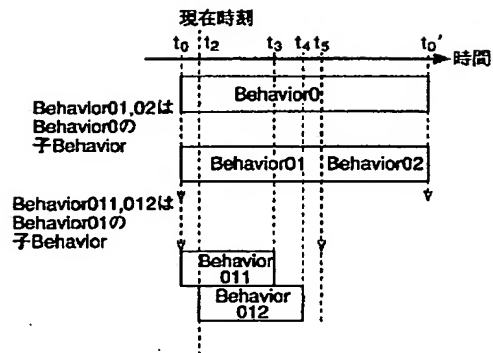 現在時刻
t0 t2 t3 t4 t5 t0'
時間
Behavior0
Behavior01,02は
Behavior0の
子Behavior
Behavior01 Behavior02
Behavior011,012は
Behavior01の
子Behavior
Behavior
011
Behavior
012